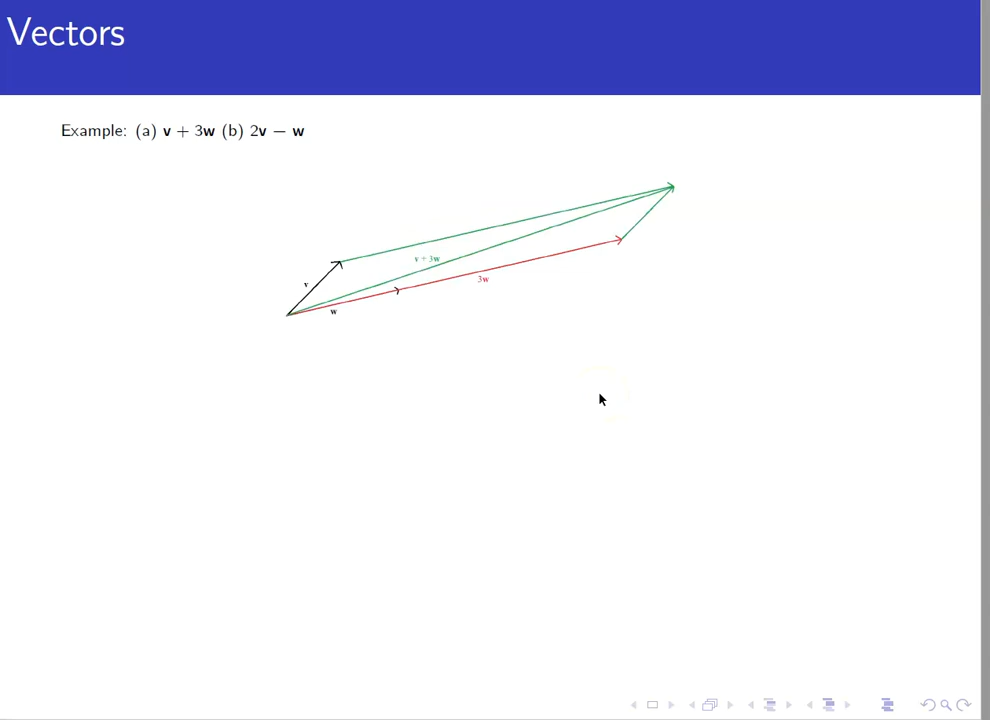 Vectors
Example: (a) v + 3w (b) 2v − w
v + 3w
3w
v
w